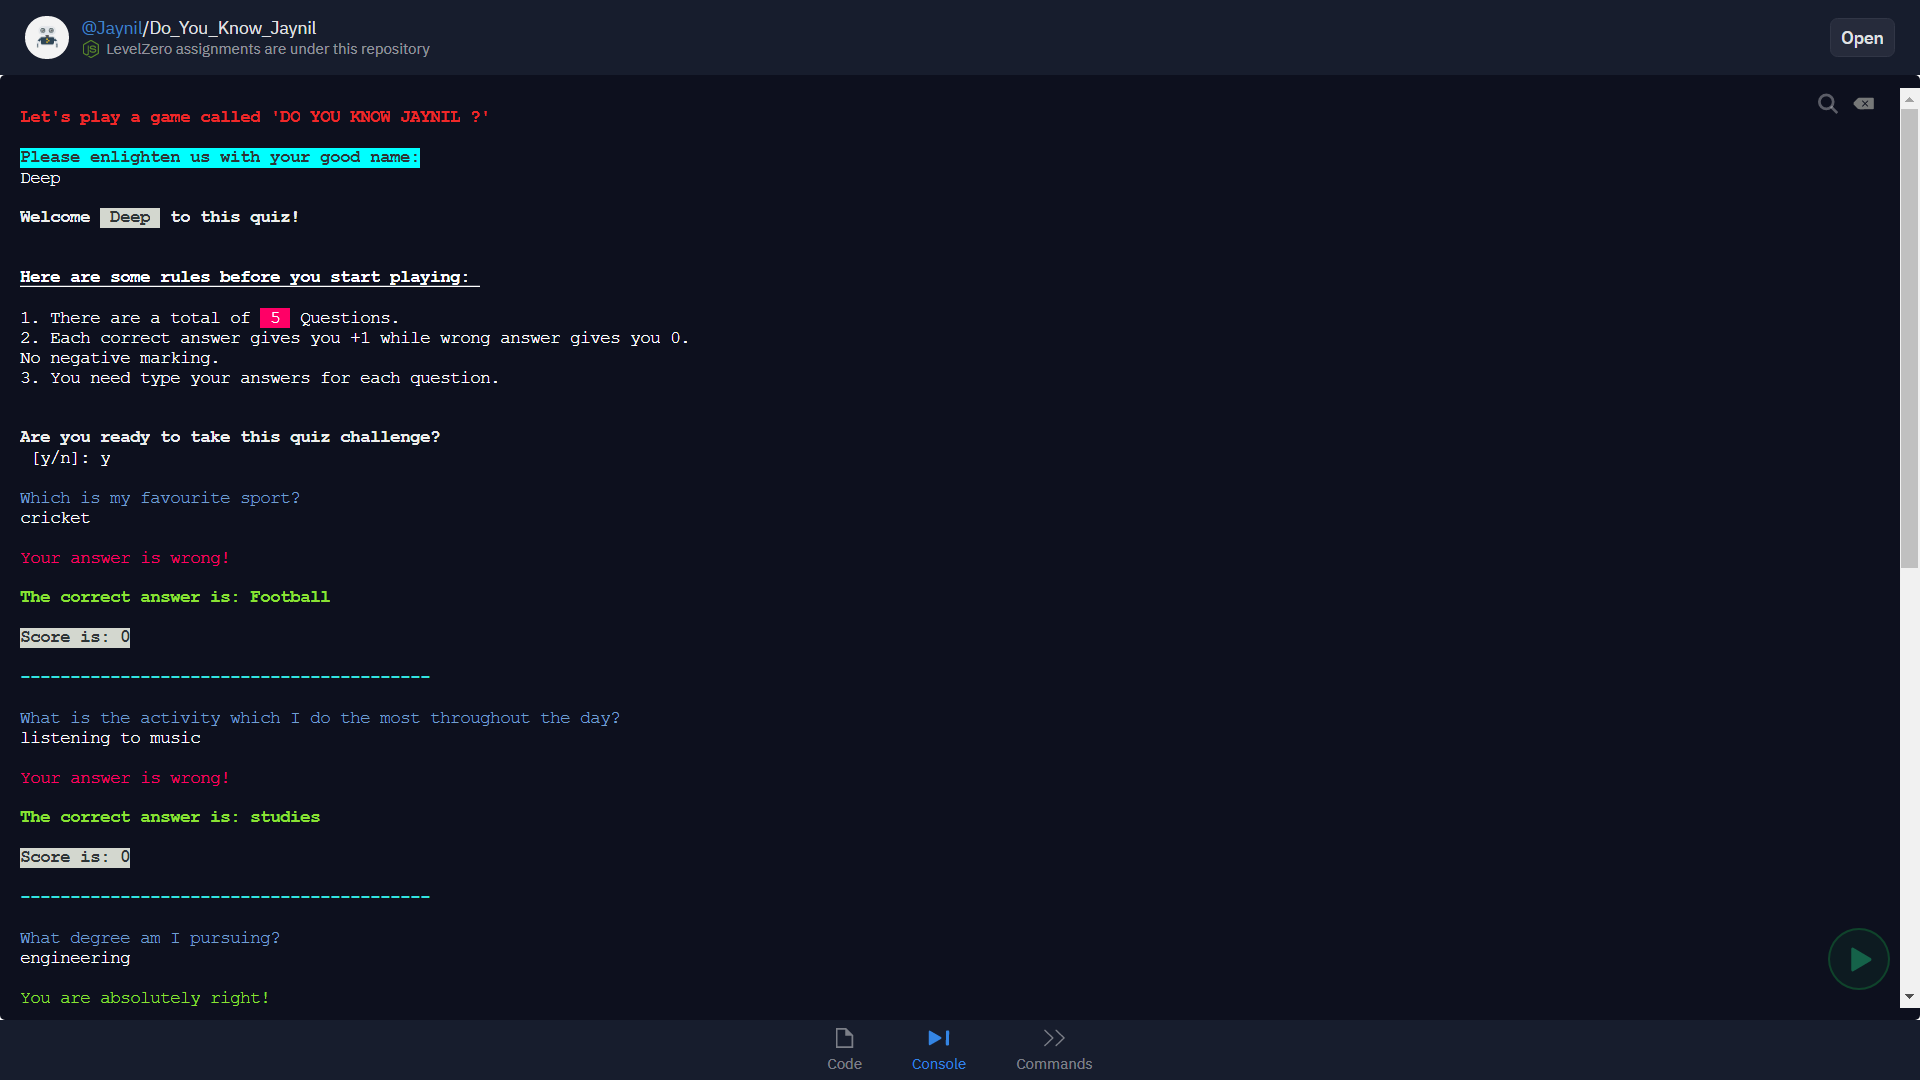 @Jaynil/Do_You_Know_Jaynil
LevelZero assignments are under this repository
Open
Let's play a game called 'DO YOU KNOW JAYNIL ?'
Please enlighten us with your good name:
Deep
Welcome Deep to this quiz!
Here are some rules before you start playing:
1. There are a total of 5 Questions.
2. Each correct answer gives you +1 while wrong answer gives you 0.
No negative marking.
3. You need type your answers for each question.
Are you ready to take this quiz challenge?
[y/n]: y
Which is my favourite sport?
cricket
Your answer is wrong!
The correct answer is: Football
Score is: 0
-----------------------------------------
What is the activity which I do the most throughout the day?
listening to music
Your answer is wrong!
The correct answer is: studies
Score is: 0
-----------------------------------------
What degree am I pursuing?
engineering
You are absolutely right!
Code
Console
Commands